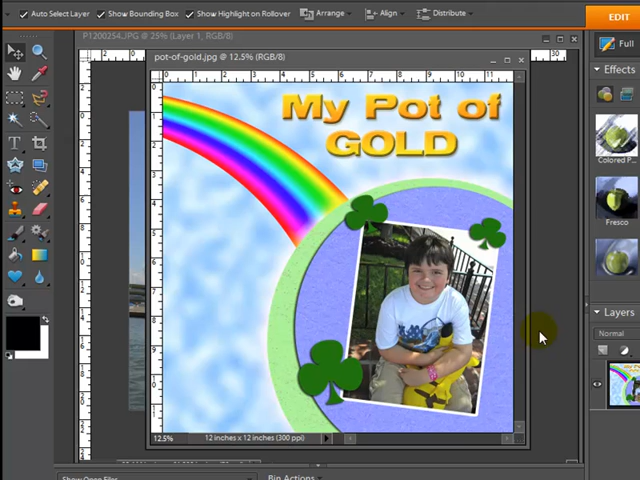 Auto Select Layer Show Bounding Box Show Highlight on Rollover Arrange Align Distribute
EDIT
P1200254.JPG @ 25% (Layer 1, RGB/8)
Full
pot-of-gold.jpg @ 12.5% (RGB/8)
Effects
My Pot of
GOLD
Colored P...
Fresco
Layers
Normal
12.5% 12 inches x 12 inches (300 ppi)
Show Open Files Bin Actions